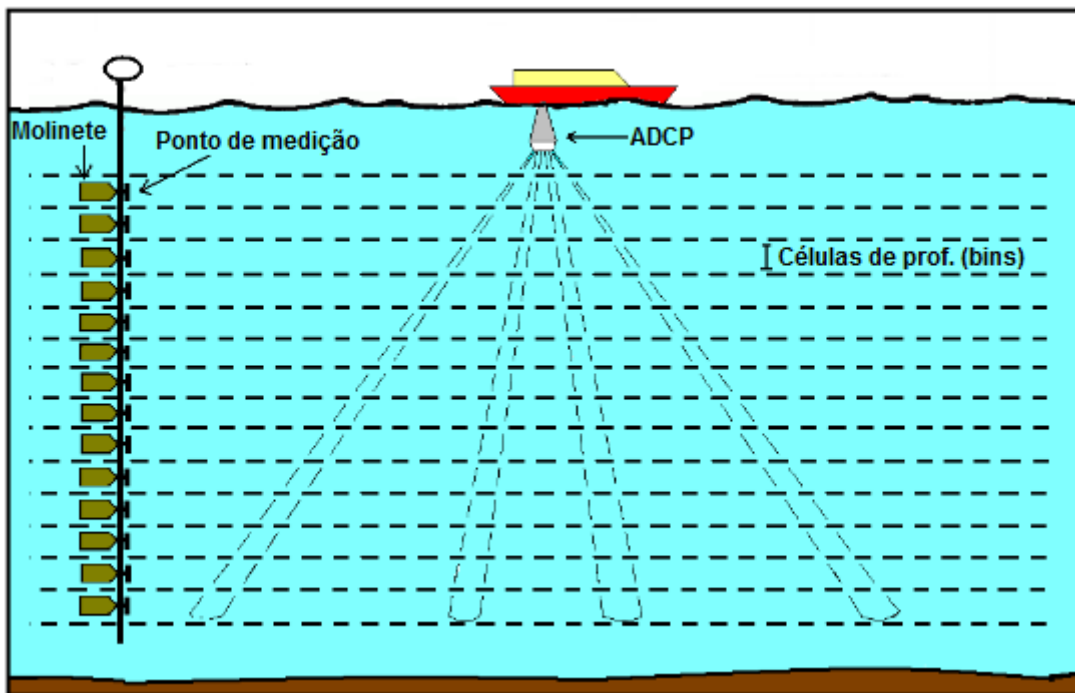 Molinete
Ponto de medição
ADCP
Células de prof. (bins)